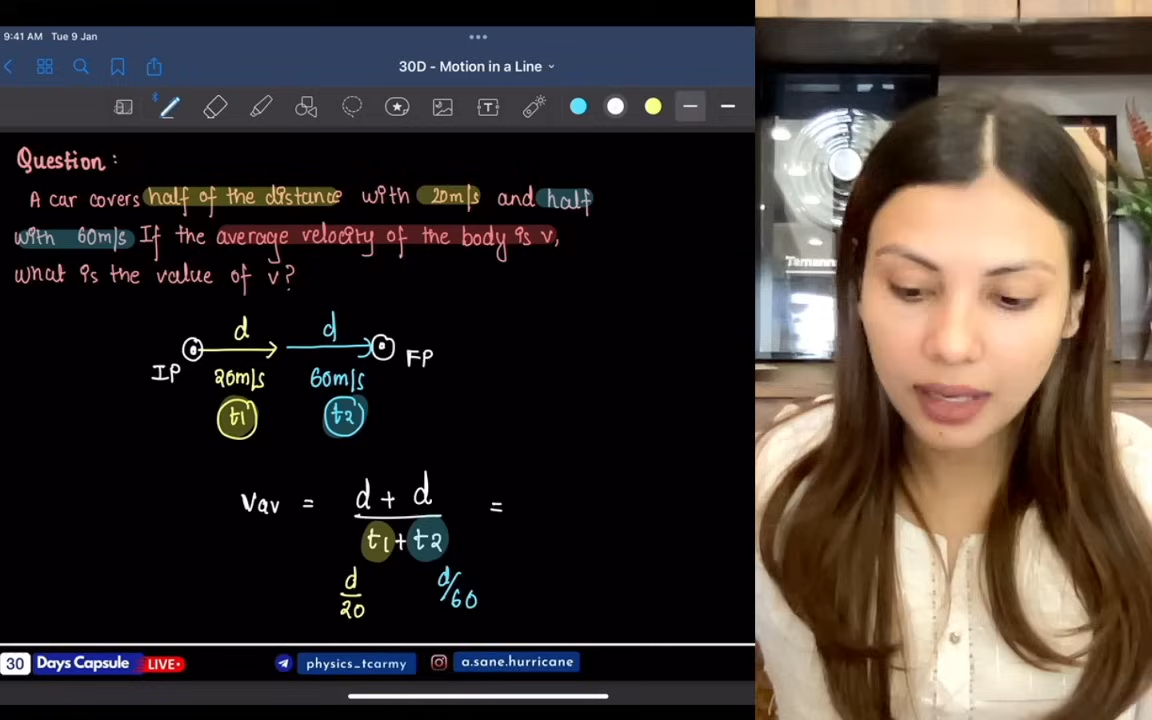 9:41 AM Tue 9 Jan
30D - Motion in a Line
T
Question:
A car covers half of the distance with 20m/s and half
with 60m/s If the average velocity of the body is v,
what is the value of v?
d d
IP FP
20m/s 60m/s
t1 t2
Vav = d + d =
t1 + t2
d/60
d
20
30 Days Capsule LIVE
physics_tcarmy
a.sane.hurricane